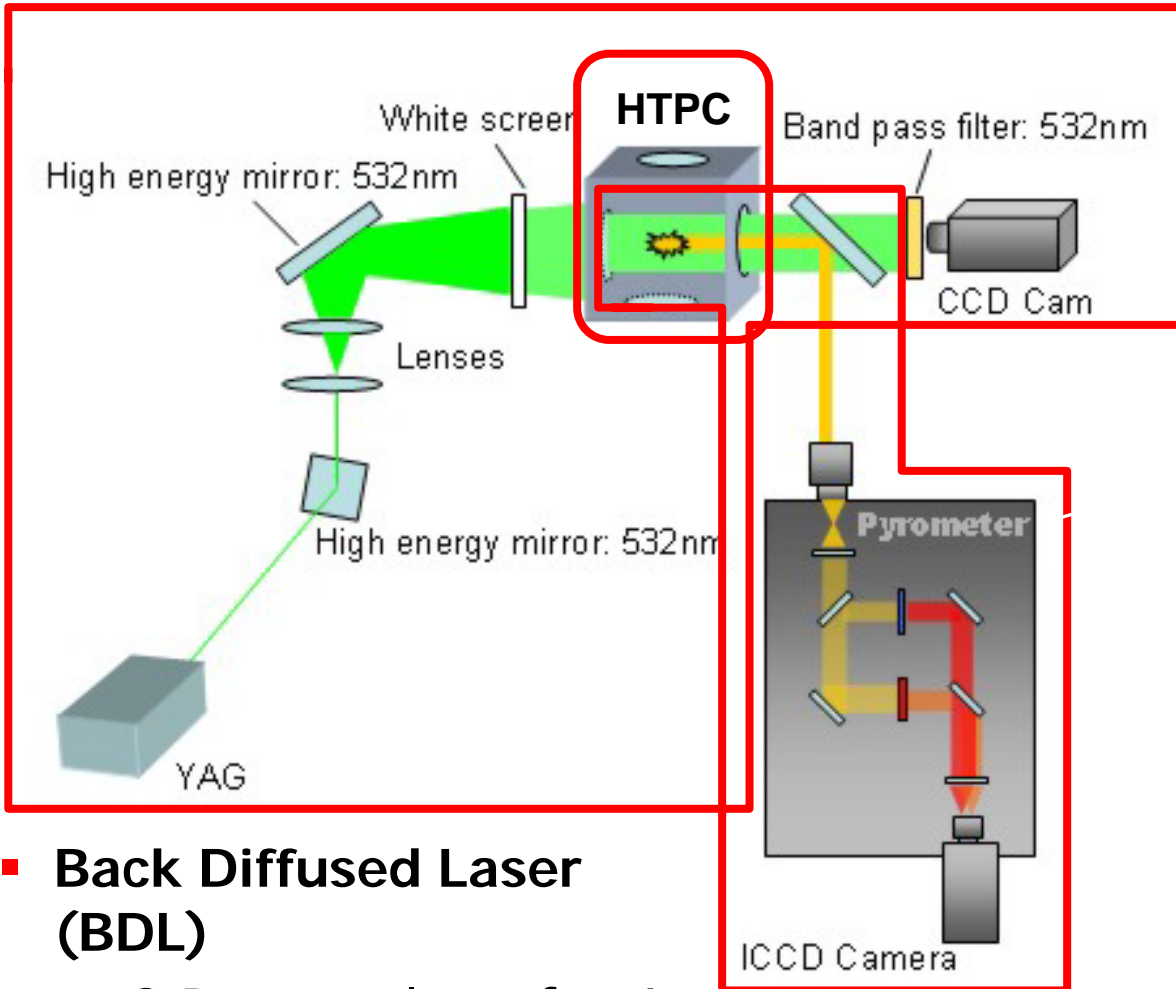 HTPC
White screen
Band pass filter: 532nm
High energy mirror: 532nm
CCD Cam
Lenses
Pyrometer
High energy mirror: 532nm
YAG
Back Diffused Laser
(BDL)
ICCD Camera